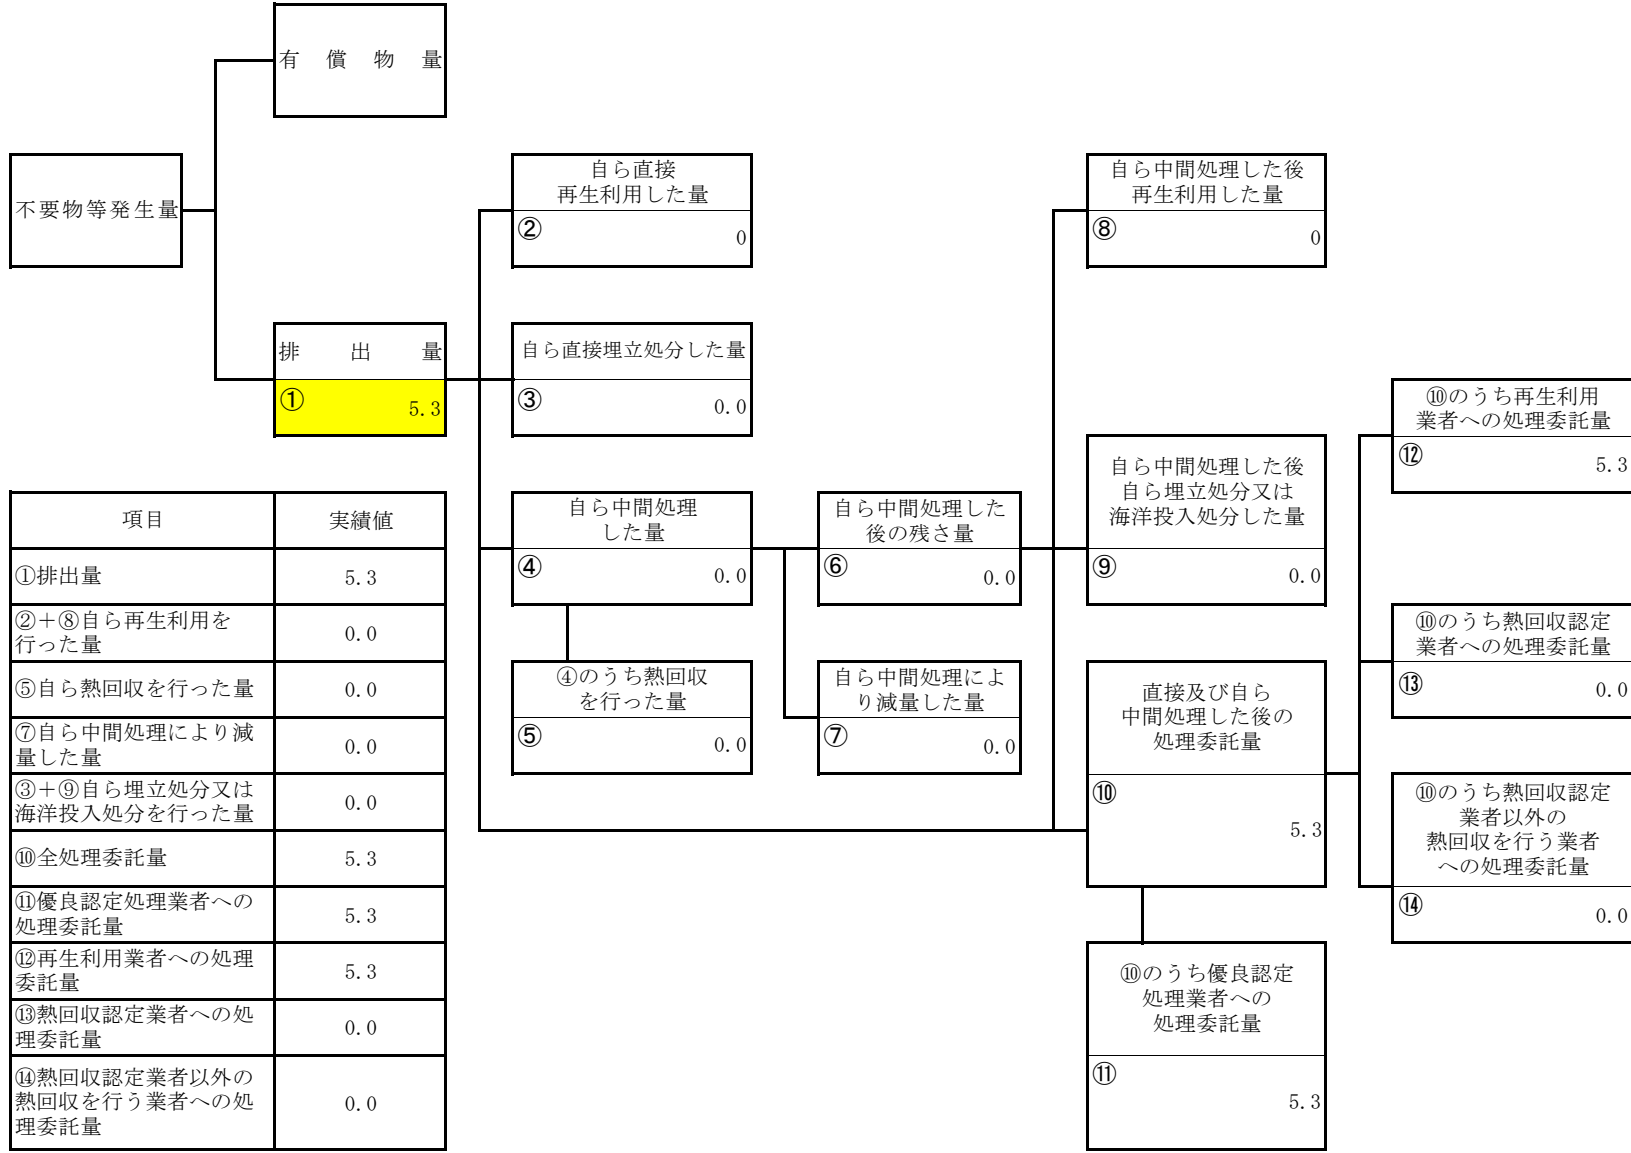 有償物量
不要物等発生量
排出量
① 5.3
自ら直接
再生利用した量
② 0
自ら直接埋立処分した量
③ 0.0
自ら中間処理
した量
④ 0.0
④のうち熱回収
を行った量
⑤ 0.0
自ら中間処理した
後の残さ量
⑥ 0.0
自ら中間処理によ
り減量した量
⑦ 0.0
自ら中間処理した後
再生利用した量
⑧ 0
自ら中間処理した後
自ら埋立処分又は
海洋投入処分した量
⑨ 0.0
直接及び自ら
中間処理した後の
処理委託量
⑩
5.3
⑩のうち優良認定
処理業者への
処理委託量
⑪
5.3
⑩のうち再生利用
業者への処理委託量
⑫ 5.3
⑩のうち熱回収認定
業者への処理委託量
⑬ 0.0
⑩のうち熱回収認定
業者以外の
熱回収を行う業者
への処理委託量
⑭ 0.0
項目 実績値
①排出量 5.3
②+⑧自ら再生利用を
行った量 0.0
⑤自ら熱回収を行った量 0.0
⑦自ら中間処理により減
量した量 0.0
③+⑨自ら埋立処分又は
海洋投入処分を行った量 0.0
⑩全処理委託量 5.3
⑪優良認定処理業者への
処理委託量 5.3
⑫再生利用業者への処理
委託量 5.3
⑬熱回収認定業者への処
理委託量 0.0
⑭熱回収認定業者以外の
熱回収を行う業者への処
理委託量 0.0